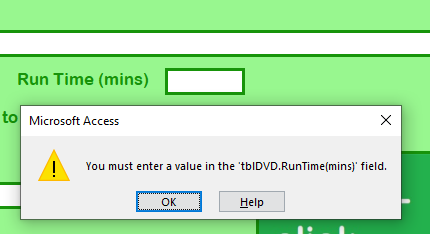 Run Time (mins)
to
Microsoft Access
You must enter a value in the 'tblDVD.RunTime(mins)' field.
OK
Help